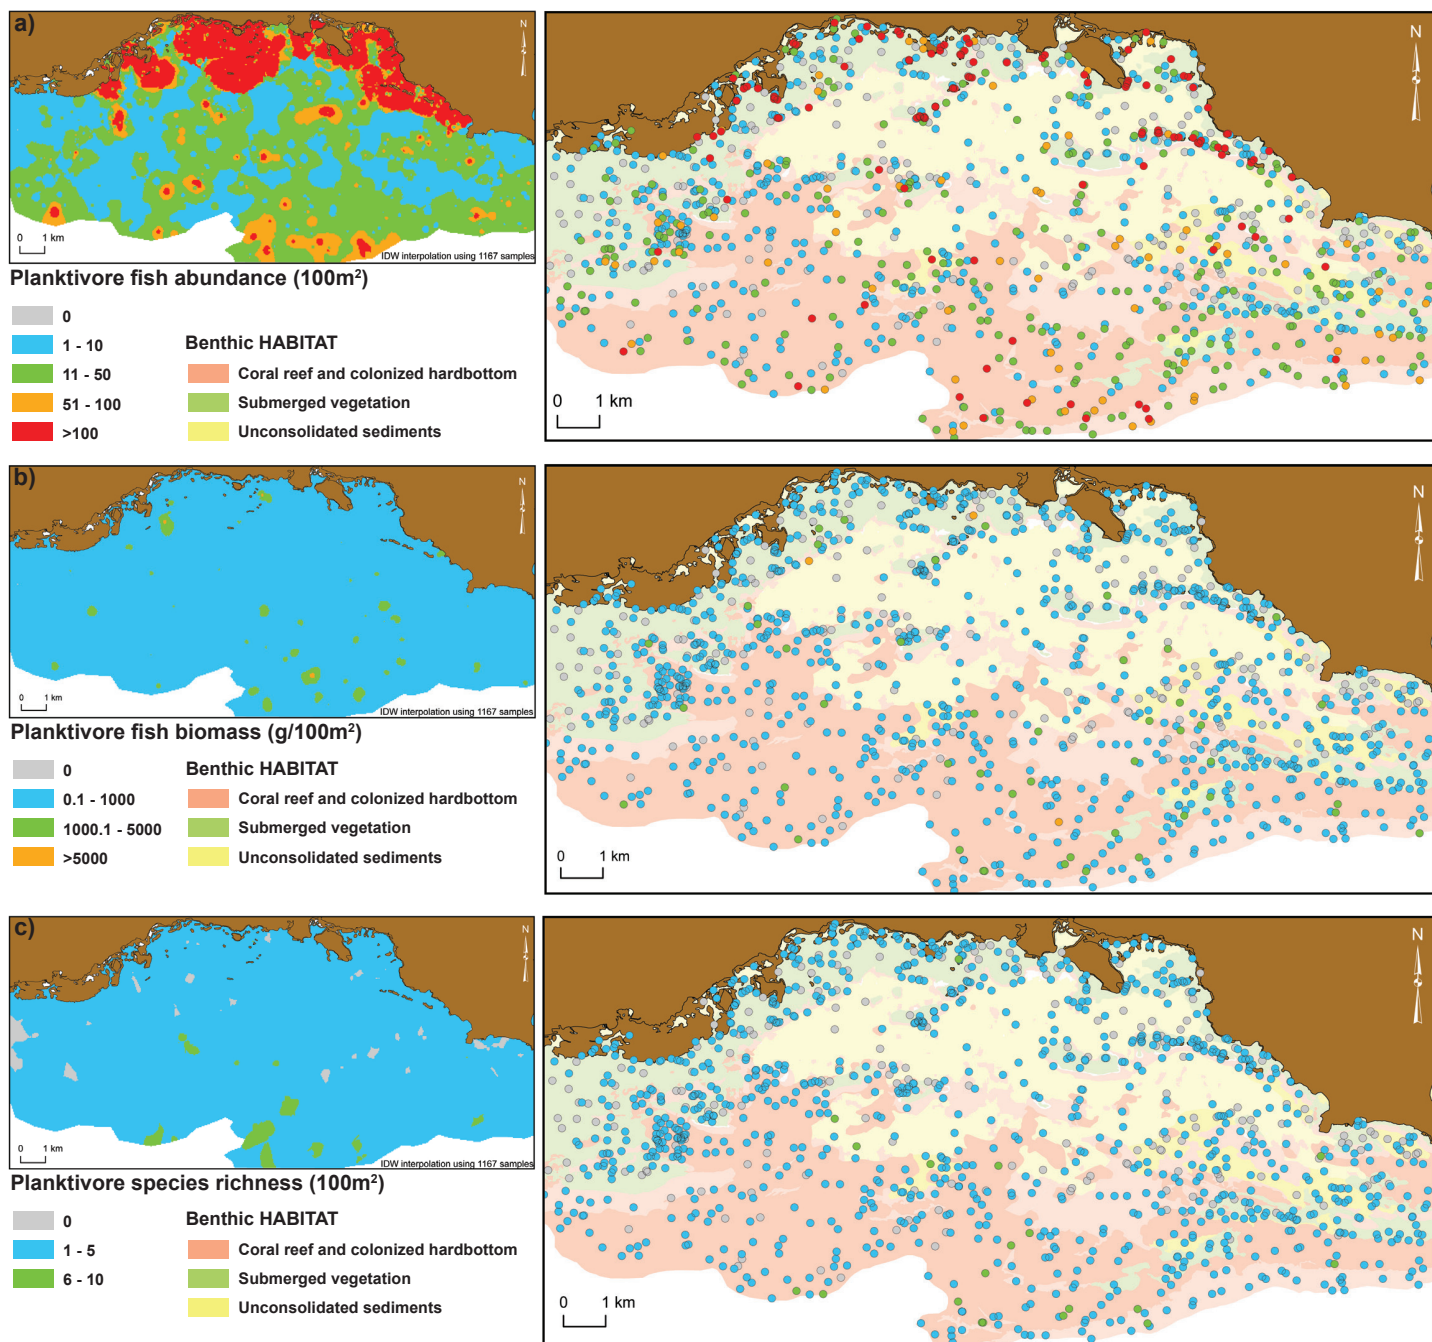 a)
N
0 1 km
IDW interpolation using 1167 samples
Planktivore fish abundance (100m²)
0
1 - 10
11 - 50
51 - 100
>100
Benthic HABITAT
Coral reef and colonized hardbottom
Submerged vegetation
Unconsolidated sediments
N
0 1 km
b)
N
0 1 km
IDW interpolation using 1167 samples
Planktivore fish biomass (g/100m²)
0
0.1 - 1000
1000.1 - 5000
>5000
Benthic HABITAT
Coral reef and colonized hardbottom
Submerged vegetation
Unconsolidated sediments
N
0 1 km
c)
N
0 1 km
IDW interpolation using 1167 samples
Planktivore species richness (100m²)
0
1 - 5
6 - 10
Benthic HABITAT
Coral reef and colonized hardbottom
Submerged vegetation
Unconsolidated sediments
N
0 1 km